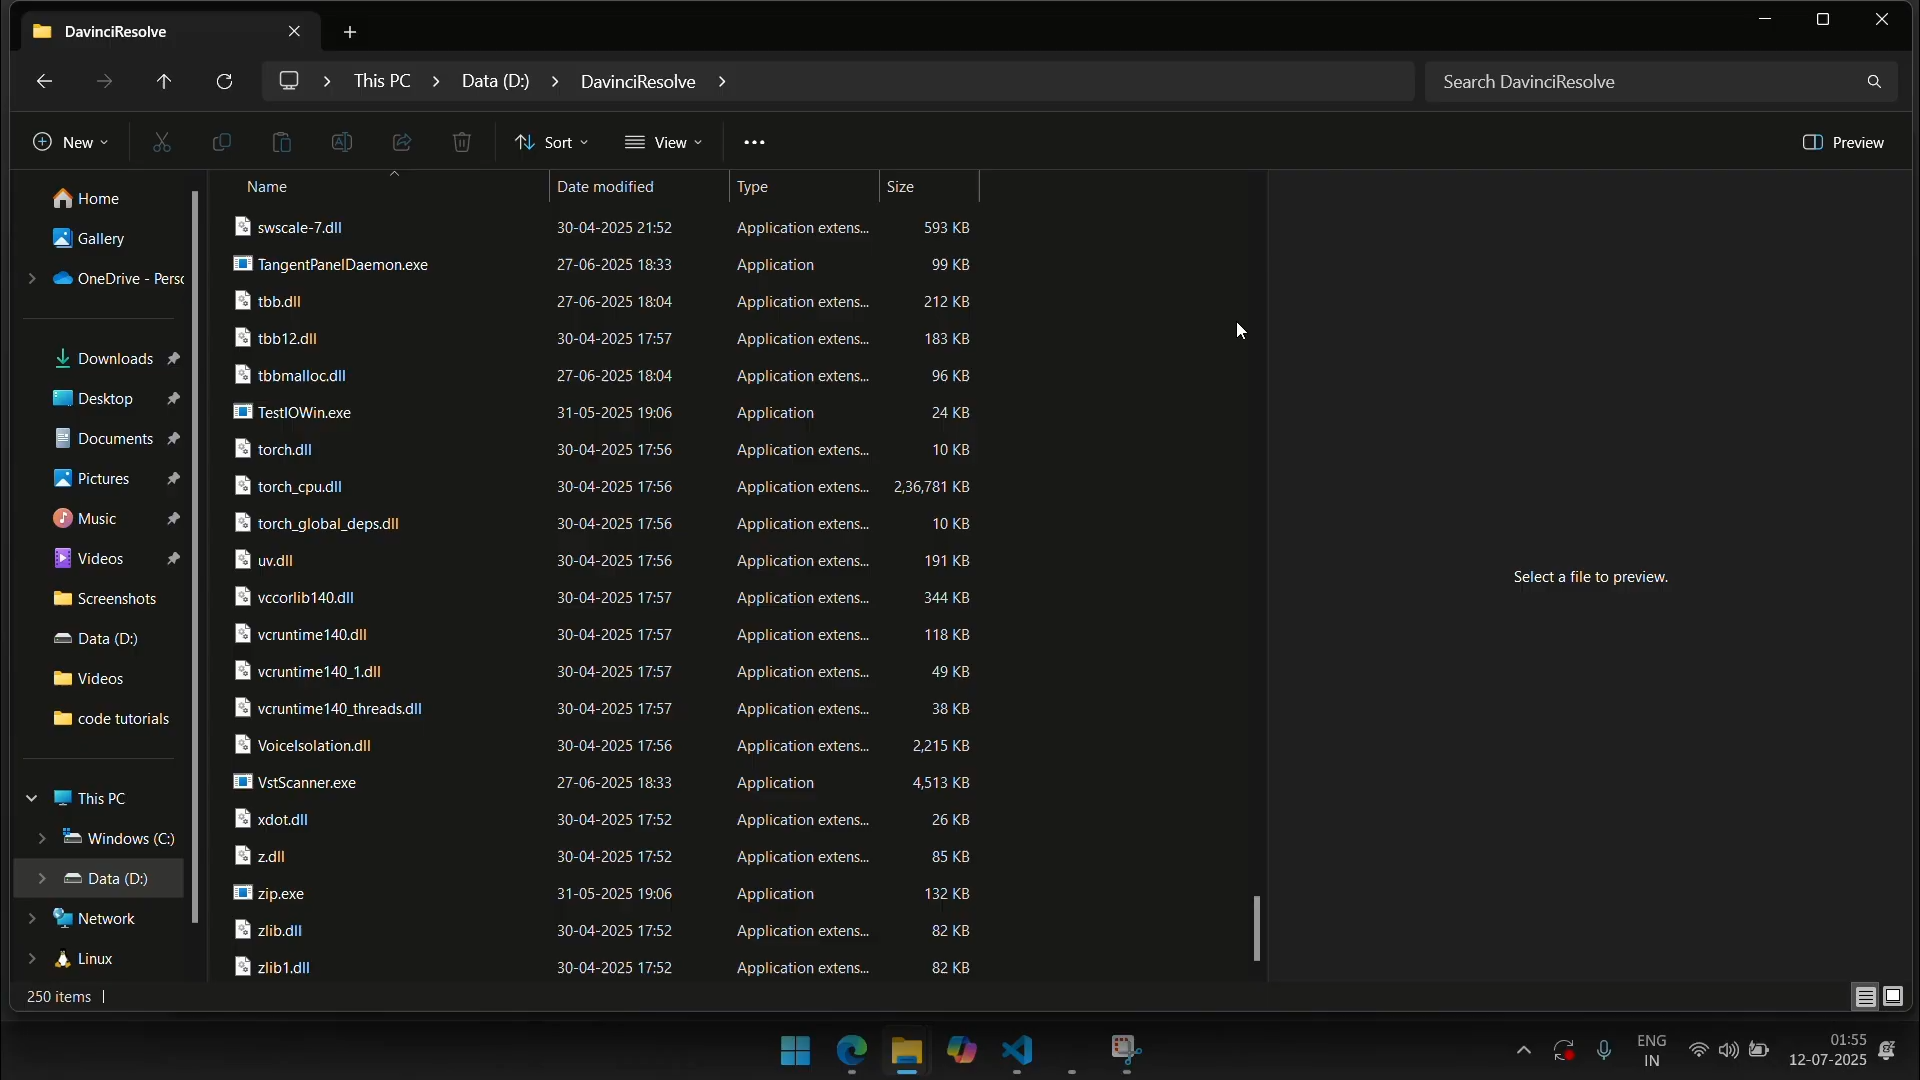 DavinciResolve
This PC
Data (D:)
DavinciResolve
Search DavinciResolve
New
Sort
View
Preview
Home
Gallery
OneDrive - Persc
Downloads
Desktop
Documents
Pictures
Music
Videos
Screenshots
Data (D:)
Videos
code tutorials
This PC
Windows (C:)
Data (D:)
Network
Linux
Name Date modified Type Size
swscale-7.dll 30-04-2025 21:52 Application extens... 593 KB
TangentPanelDaemon.exe 27-06-2025 18:33 Application 99 KB
tbb.dll 27-06-2025 18:04 Application extens... 212 KB
tbb12.dll 30-04-2025 17:57 Application extens... 183 KB
tbbmalloc.dll 27-06-2025 18:04 Application extens... 96 KB
TestIOWin.exe 31-05-2025 19:06 Application 24 KB
torch.dll 30-04-2025 17:56 Application extens... 10 KB
torch_cpu.dll 30-04-2025 17:56 Application extens... 2,36,781 KB
torch_global_deps.dll 30-04-2025 17:56 Application extens... 10 KB
uv.dll 30-04-2025 17:56 Application extens... 191 KB
vccorlib140.dll 30-04-2025 17:57 Application extens... 344 KB
vcruntime140.dll 30-04-2025 17:57 Application extens... 118 KB
vcruntime140_1.dll 30-04-2025 17:57 Application extens... 49 KB
vcruntime140_threads.dll 30-04-2025 17:57 Application extens... 38 KB
VoiceIsolation.dll 30-04-2025 17:56 Application extens... 2,215 KB
VstScanner.exe 27-06-2025 18:33 Application 4,513 KB
xdot.dll 30-04-2025 17:52 Application extens... 26 KB
z.dll 30-04-2025 17:52 Application extens... 85 KB
zip.exe 31-05-2025 19:06 Application 132 KB
zlib.dll 30-04-2025 17:52 Application extens... 82 KB
zlib1.dll 30-04-2025 17:52 Application extens... 82 KB
Select a file to preview.
250 items
ENG
IN
01:55
12-07-2025